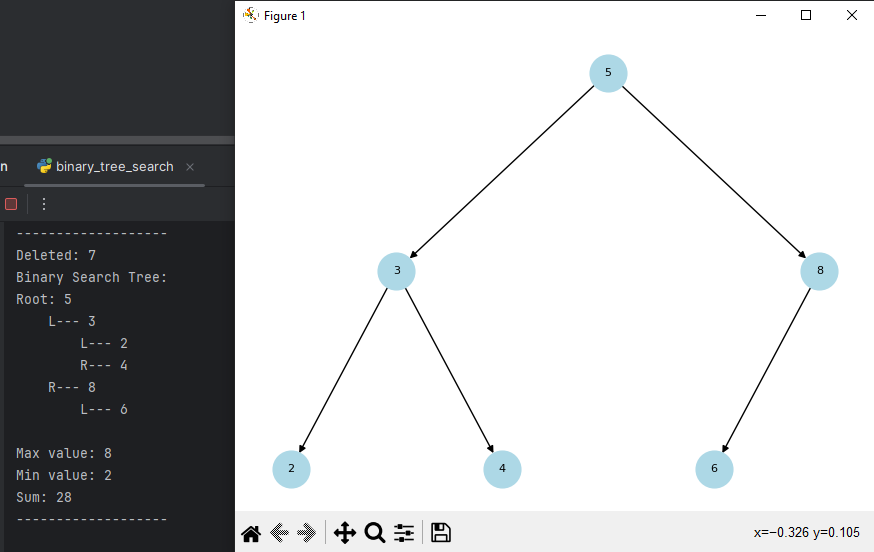 Figure 1
n binary_tree_search
-------------------
Deleted: 7
Binary Search Tree:
Root: 5
    L--- 3
        L--- 2
        R--- 4
    R--- 8
        L--- 6
Max value: 8
Min value: 2
Sum: 28
-------------------
5
3 8
2 4 6
x=−0.326 y=0.105